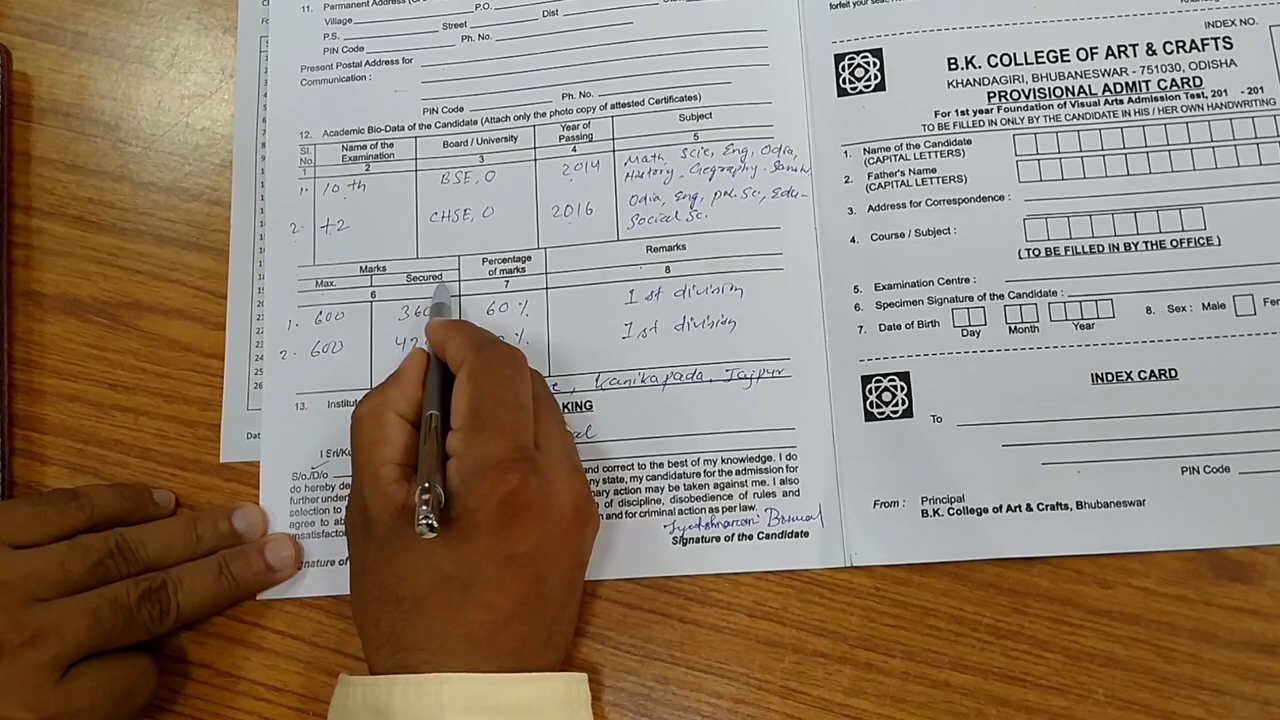 11. Permanent Address
Village
P.O.
P.S.
Street
Dist
PIN Code
Ph. No.
Present Postal Address for
Communication :
PIN Code
Ph. No.
12. Academic Bio-Data of the Candidate (Attach only the photo copy of attested Certificates)
Sl. No.
Name of the Examination
Board / University
Year of Passing
Subject
1 2 3 4 5
1. 10 th BSE, O 2014 Math, Scie, Eng, Odia,
History, Geography
2. +2 CHSE, O 2016 Odia, Eng, pol. Sc, Edu-
Social Sc.
Marks
Max. Secured
Percentage of marks
Remarks
6 7 8
1. 600 360 60 % I st division
2. 600 %  I st division
Kanikapada, Jajpur
13.
KING
S/o./D/o
and correct to the best of my knowledge. I do
do hereby
ny state, my candidature for the admission for
further
nary action may be taken against me. I also
selection to
of discipline, disobedience of rules and
agree to
and for criminal action as per law.
Signature of the Candidate
forfeit your
INDEX NO.
B.K. COLLEGE OF ART & CRAFTS
KHANDAGIRI, BHUBANESWAR - 751030, ODISHA
PROVISIONAL ADMIT CARD
For 1st year Foundation of Visual Arts Admission Test, 201 - 201
TO BE FILLED IN ONLY BY THE CANDIDATE IN HIS / HER OWN HANDWRITING
1. Name of the Candidate
(CAPITAL LETTERS)
2. Father's Name
(CAPITAL LETTERS)
3. Address for Correspondence :
4. Course / Subject :
( TO BE FILLED IN BY THE OFFICE )
5. Examination Centre :
6. Specimen Signature of the Candidate :
7. Date of Birth
Day Month Year
8. Sex : Male
INDEX CARD
To
PIN Code
From : Principal
B.K. College of Art & Crafts, Bhubaneswar